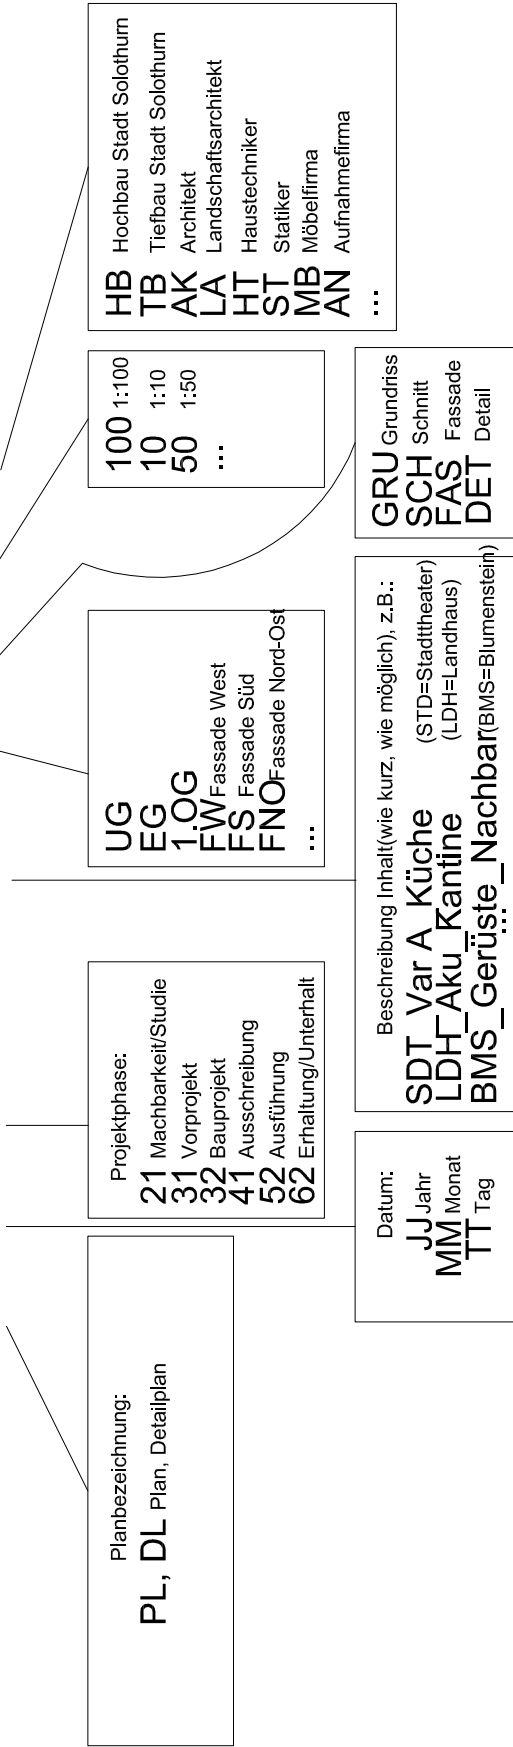 Planbezeichnung:
PL, DL Plan, Detailplan
Projektphase:
21 Machbarkeit/Studie
31 Vorprojekt
32 Bauprojekt
41 Ausschreibung
52 Ausführung
62 Erhaltung/Unterhalt
UG
EG
1.OG
FW Fassade West
FS Fassade Süd
FNO Fassade Nord-Ost
...
100 1:100
10 1:10
50 1:50
...
HB Hochbau Stadt Solothurn
TB Tiefbau Stadt Solothurn
AK Architekt
LA Landschaftsarchitekt
HT Haustechniker
ST Statiker
MB Möbelfirma
AN Aufnahmefirma
...
Datum:
JJ Jahr
MM Monat
TT Tag
Beschreibung Inhalt(wie kurz, wie möglich), z.B.:
SDT_Var A_Küche (STD=Stadttheater)
LDH_Aku_Kantine (LDH=Landhaus)
BMS_Gerüste_Nachbar (BMS=Blumenstein)
...
GRU Grundriss
SCH Schnitt
FAS Fassade
DET Detail